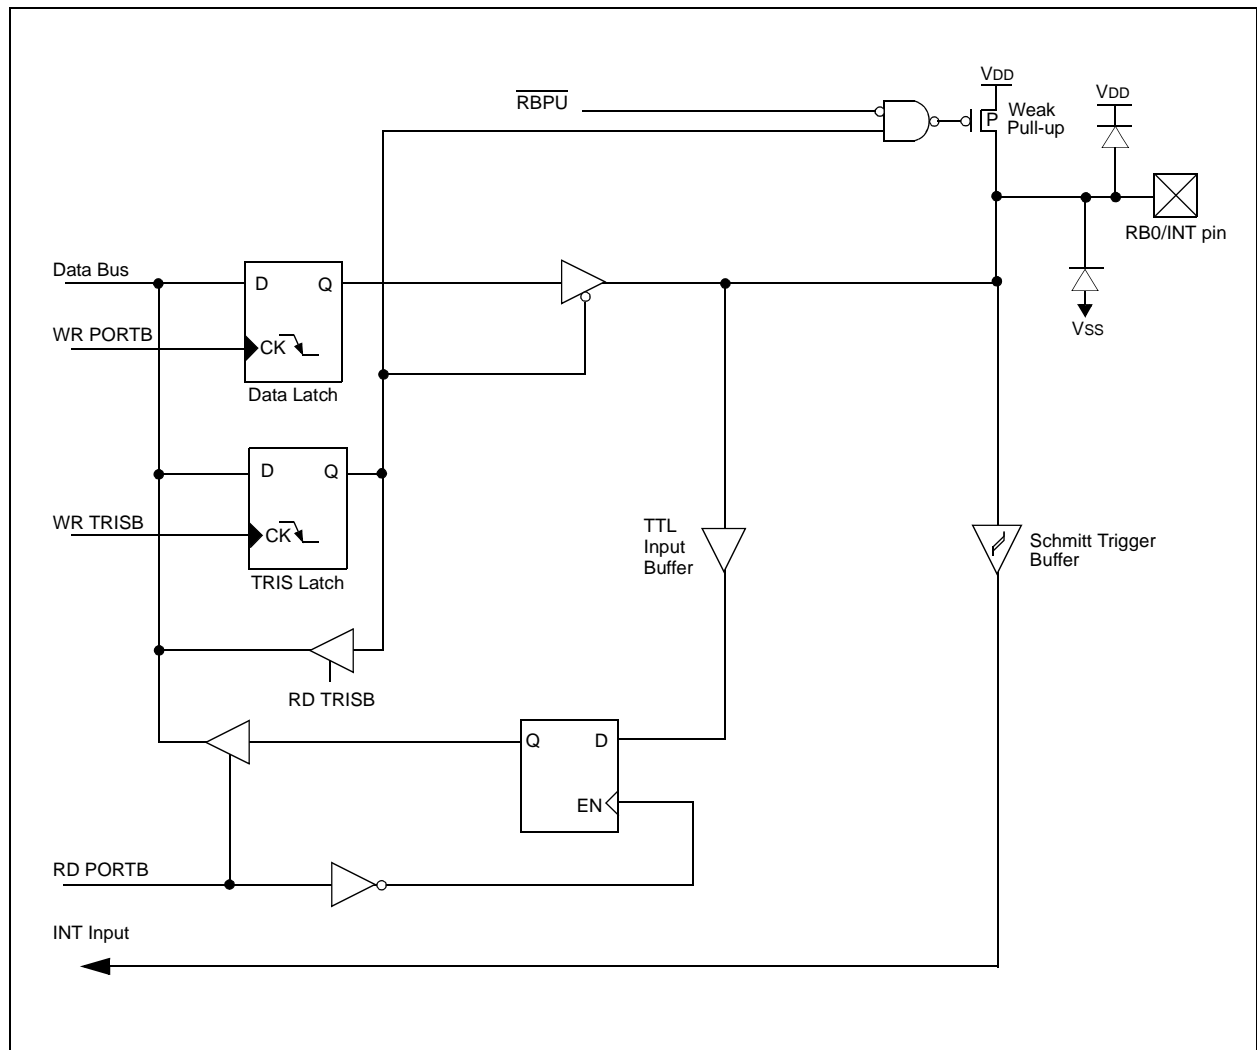 VDD
RBPU
VDD
Weak
Pull-up
P
RB0/INT pin
Data Bus
D Q
WR PORTB
CK
VSS
Data Latch
D Q
WR TRISB
CK
TTL
Input
Buffer
Schmitt Trigger
Buffer
TRIS Latch
RD TRISB
Q D
EN
RD PORTB
INT Input